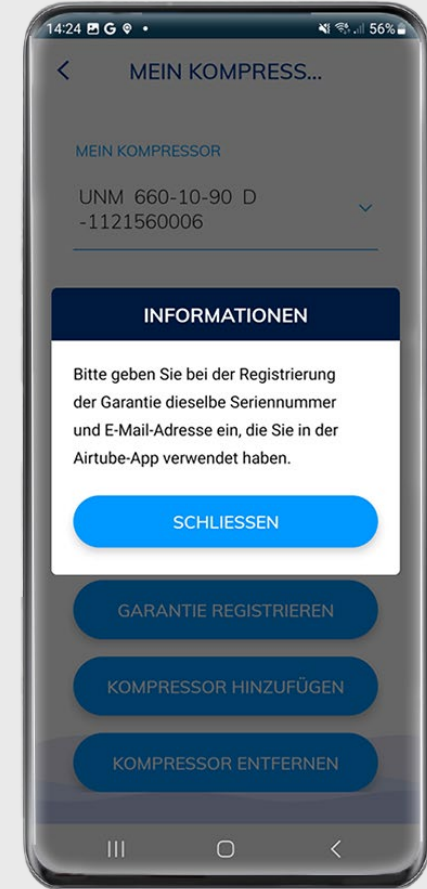 14:24 G
56%
MEIN KOMPRESS...
MEIN KOMPRESSOR
UNM 660-10-90 D
-1121560006
INFORMATIONEN
Bitte geben Sie bei der Registrierung
der Garantie dieselbe Seriennummer
und E-Mail-Adresse ein, die Sie in der
Airtube-App verwendet haben.
SCHLIESSEN
GARANTIE REGISTRIEREN
KOMPRESSOR HINZUFÜGEN
KOMPRESSOR ENTFERNEN